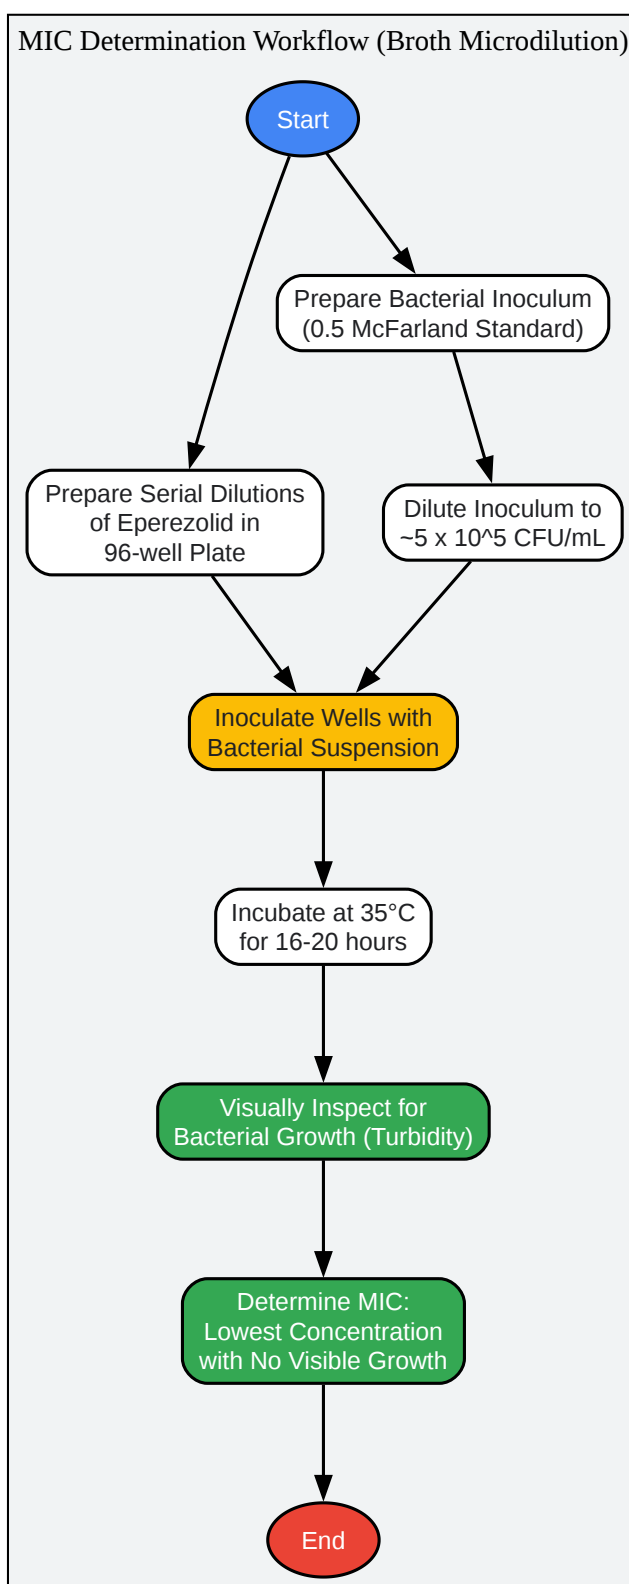 MIC Determination Workflow (Broth Microdilution)
Start
Prepare Bacterial Inoculum
(0.5 McFarland Standard)
Prepare Serial Dilutions
of Eperezolid in
96-well Plate
Dilute Inoculum to
~5 x 10^5 CFU/mL
Inoculate Wells with
Bacterial Suspension
Incubate at 35°C
for 16-20 hours
Visually Inspect for
Bacterial Growth (Turbidity)
Determine MIC:
Lowest Concentration
with No Visible Growth
End